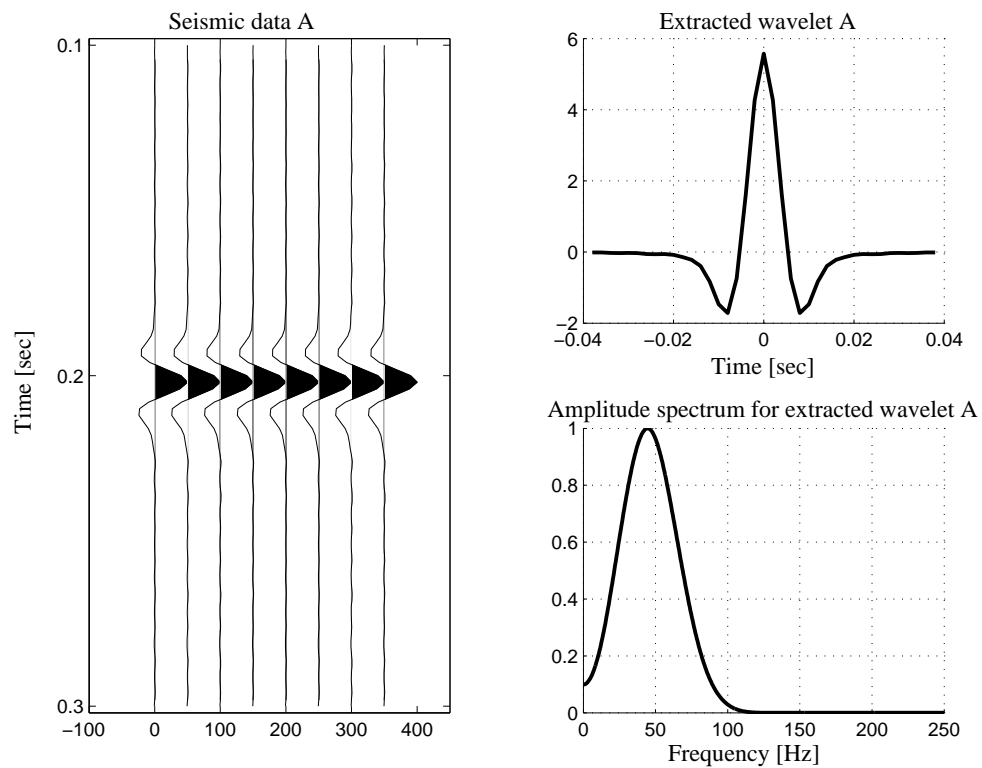 Seismic data A
0.1
0.2
0.3
Time [sec]
−100 0 100 200 200 300 400
Extracted wavelet A
6
4
2
0
−2
−0.04 −0.02 0 0.02 0.04
Time [sec]
Amplitude spectrum for extracted wavelet A
1
0.8
0.6
0.4
0.2
0
0 50 100 150 200 250
Frequency [Hz]